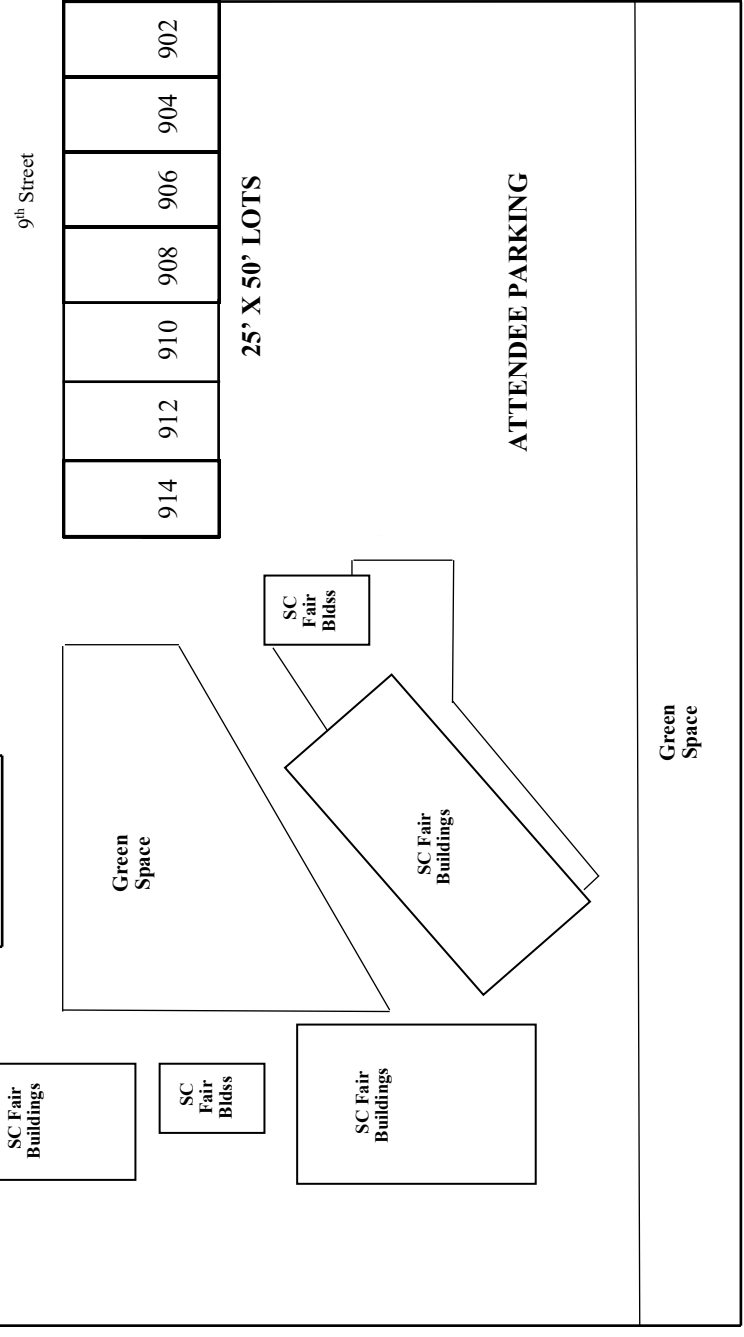 SC Fair
Buildings
9th Street
Green
Space
914 912 910 908 906 904 902
SC
Fair
Bldss
25’ X 50’ LOTS
SC
Fair
Bldss
SC Fair
Buildings
SC Fair
Buildings
ATTENDEE PARKING
Green
Space